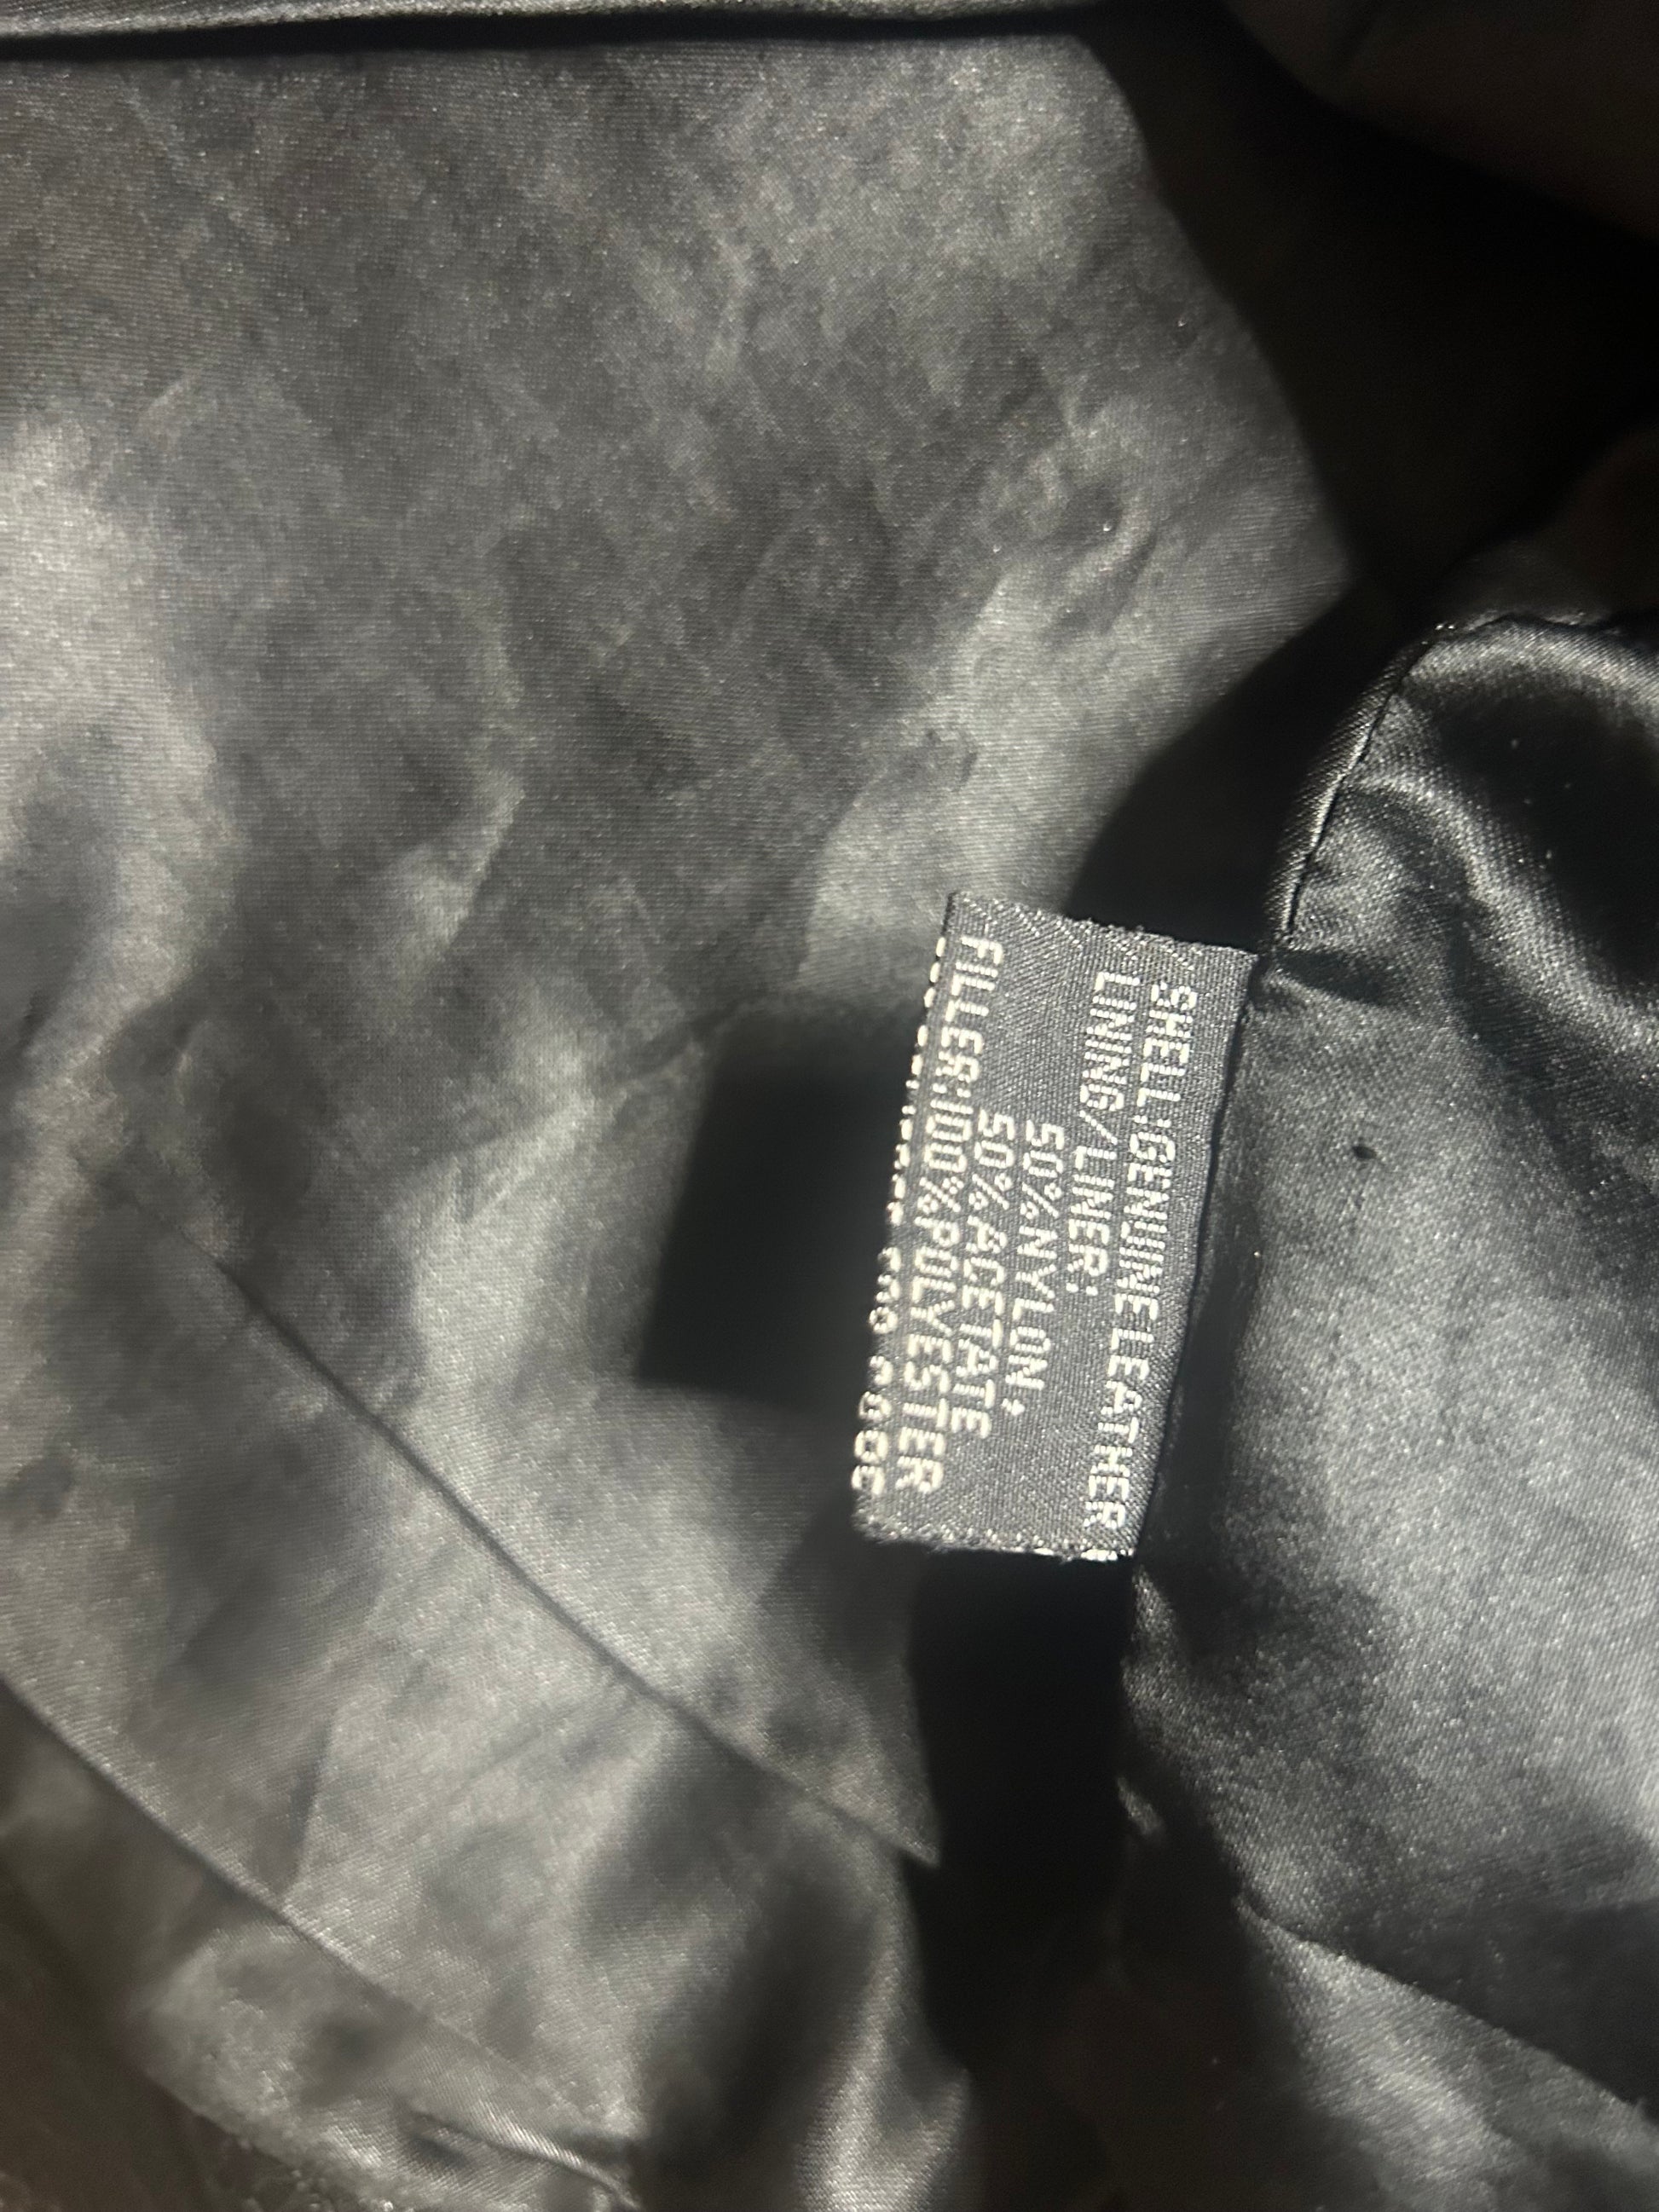 SHELL:GENUINE LEATHER
LINING/LINER:
50%NYLON,
50%ACETATE
FILLER:100%POLYESTER